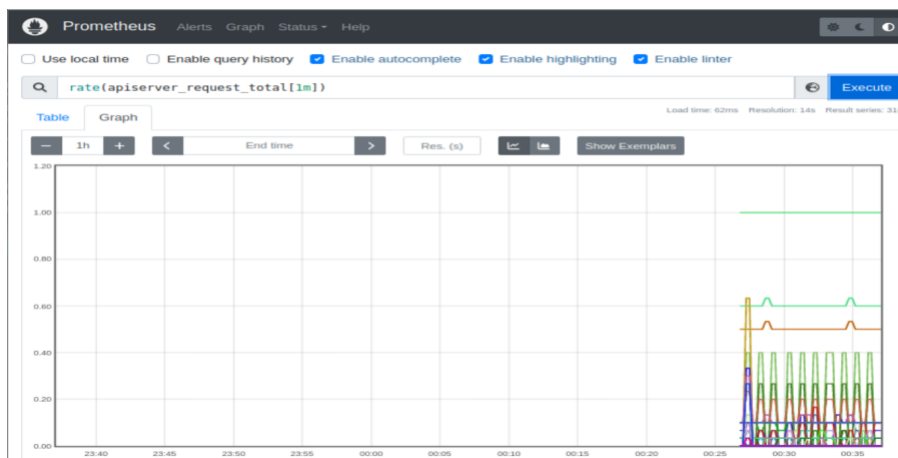 Prometheus Alerts Graph Status Help
Use local time Enable query history Enable autocomplete Enable highlighting Enable linter
rate(apiserver_request_total[1m]) Execute
Load time: 62ms Resolution: 14s Result series: 31
Table Graph
1h End time Res. (s) Show Exemplars
1.20
1.00
0.80
0.60
0.40
0.20
0.00
23:40 23:45 23:50 23:55 00:00 00:05 00:10 00:15 00:20 00:25 00:30 00:35